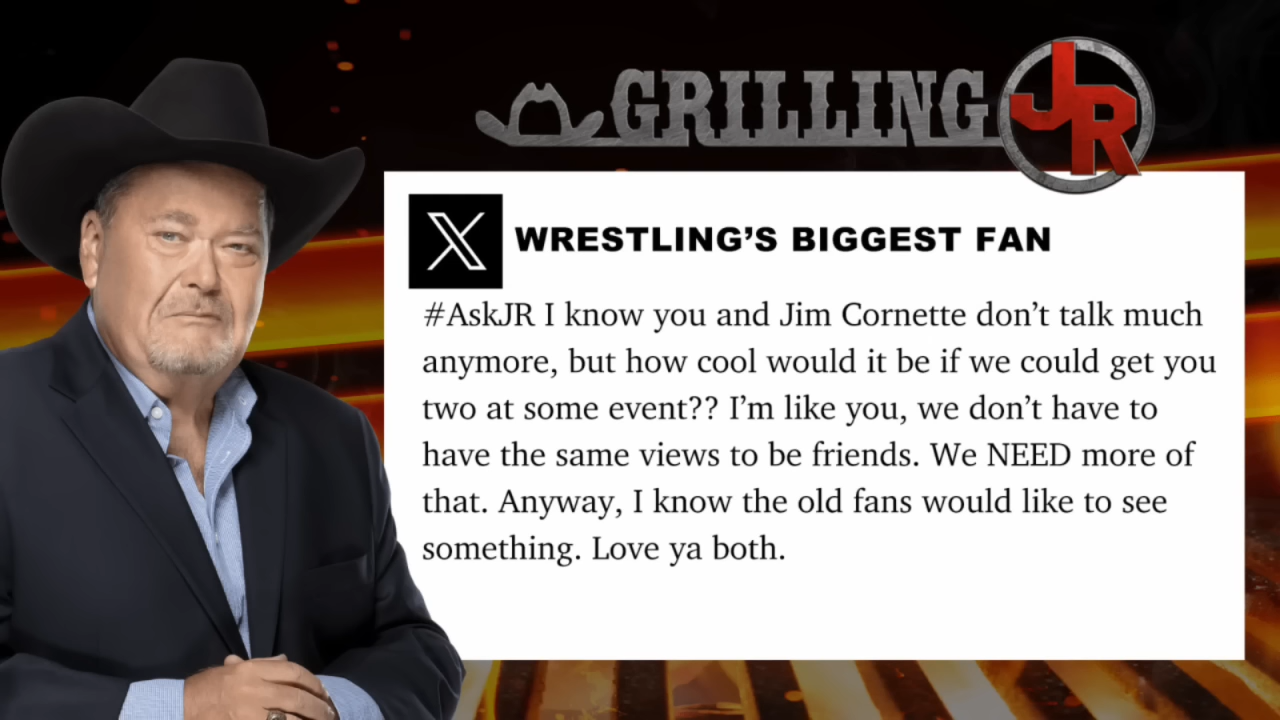 GRILLING JR
X WRESTLING'S BIGGEST FAN
#AskJR I know you and Jim Cornette don't talk much
anymore, but how cool would it be if we could get you
two at some event?? I'm like you, we don't have to
have the same views to be friends. We NEED more of
that. Anyway, I know the old fans would like to see
something. Love ya both.